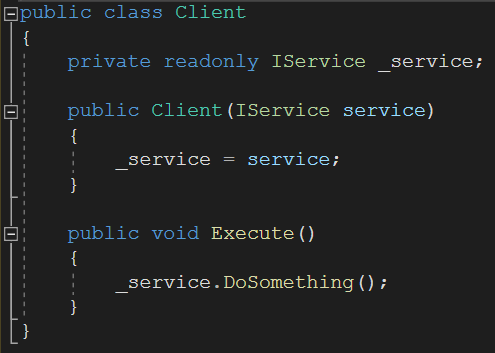 public class Client
{
private readonly IService _service;
public Client(IService service)
{
_service = service;
}
public void Execute()
{
_service.DoSomething();
}
}